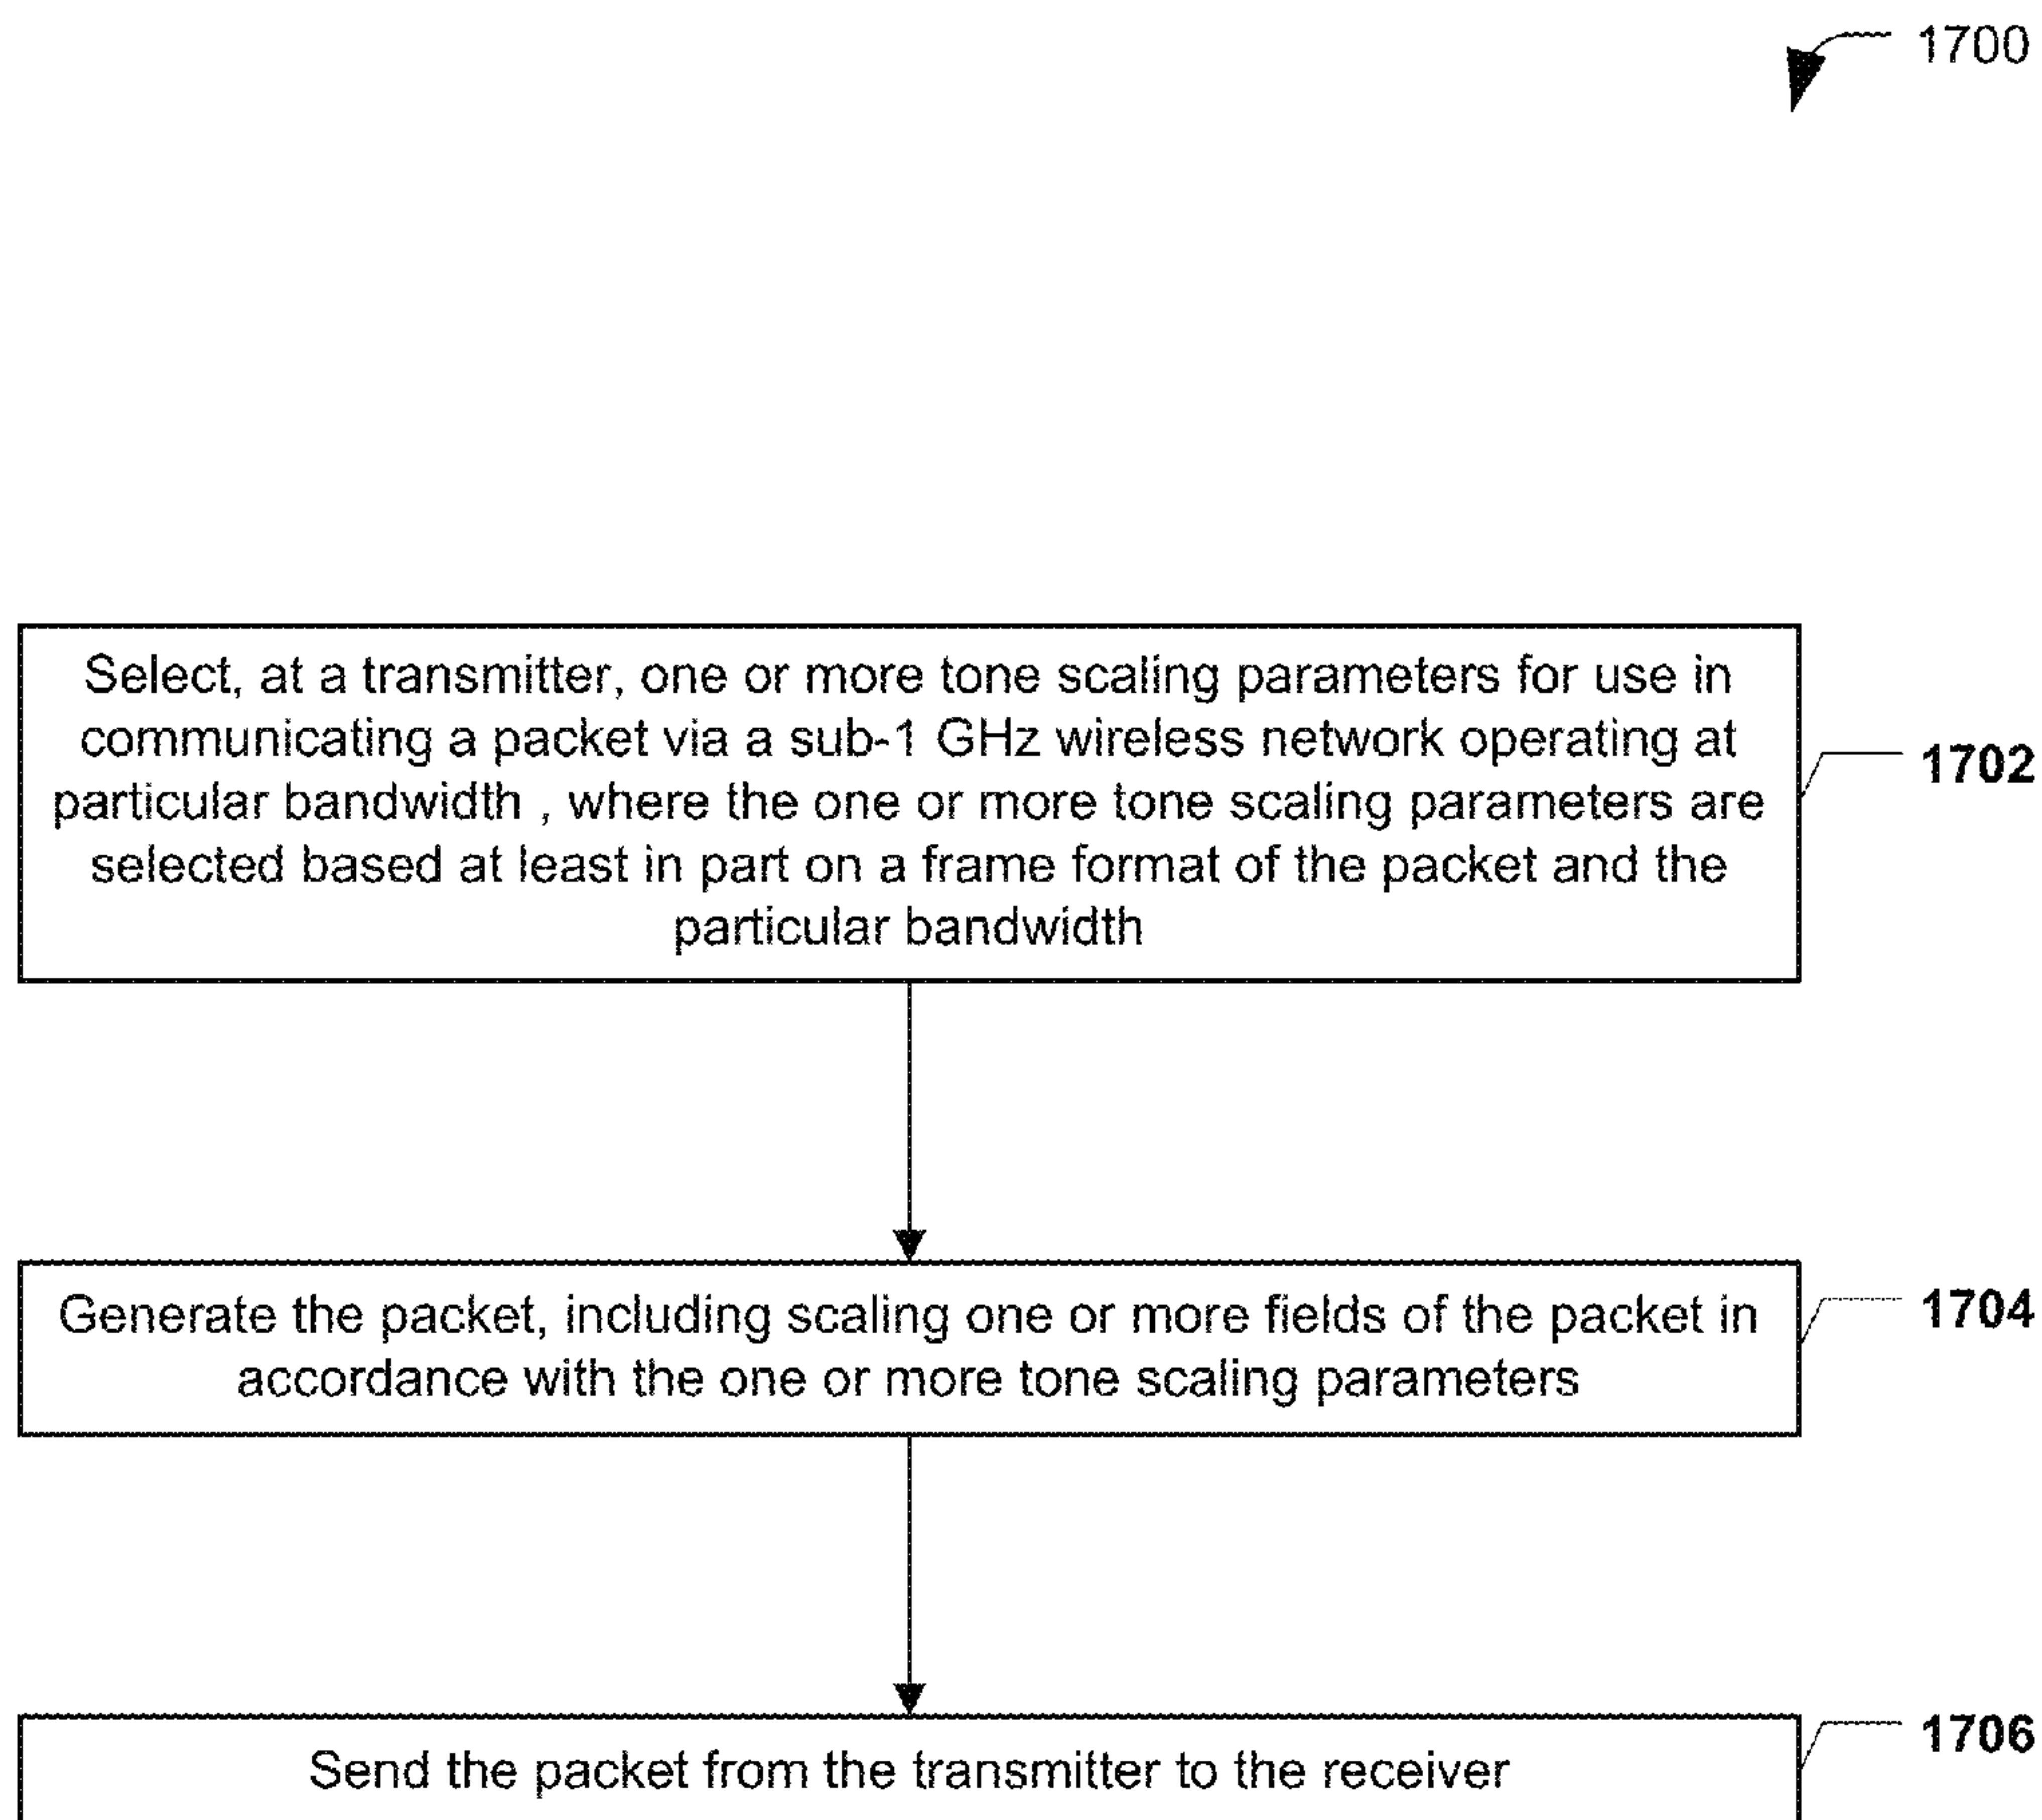 1700
Select, at a transmitter, one or more tone scaling parameters for use in
communicating a packet via a sub-1 GHz wireless network operating at
particular bandwidth , where the one or more tone scaling parameters are
selected based at least in part on a frame format of the packet and the
particular bandwidth
1702
Generate the packet, including scaling one or more fields of the packet in
accordance with the one or more tone scaling parameters
1704
Send the packet from the transmitter to the receiver
1706